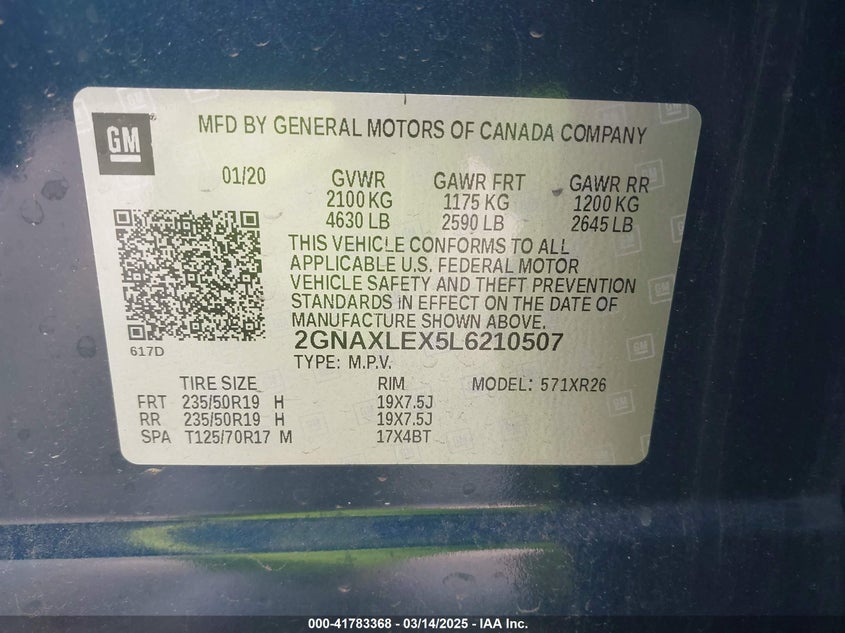 GM
MFD BY GENERAL MOTORS OF CANADA COMPANY
01/20 GVWR GAWR FRT GAWR RR
2100 KG 1175 KG 1200 KG
4630 LB 2590 LB 2645 LB
THIS VEHICLE CONFORMS TO ALL
APPLICABLE U.S. FEDERAL MOTOR
VEHICLE SAFETY AND THEFT PREVENTION
STANDARDS IN EFFECT ON THE DATE OF
MANUFACTURE SHOWN ABOVE.
617D
2GNAXLEX5L6210507
TYPE: M.P.V.
TIRE SIZE RIM MODEL: 571XR26
FRT 235/50R19 H 19X7.5J
RR 235/50R19 H 19X7.5J
SPA T125/70R17 M 17X4BT
000-41783368 - 03/14/2025 - IAA Inc.